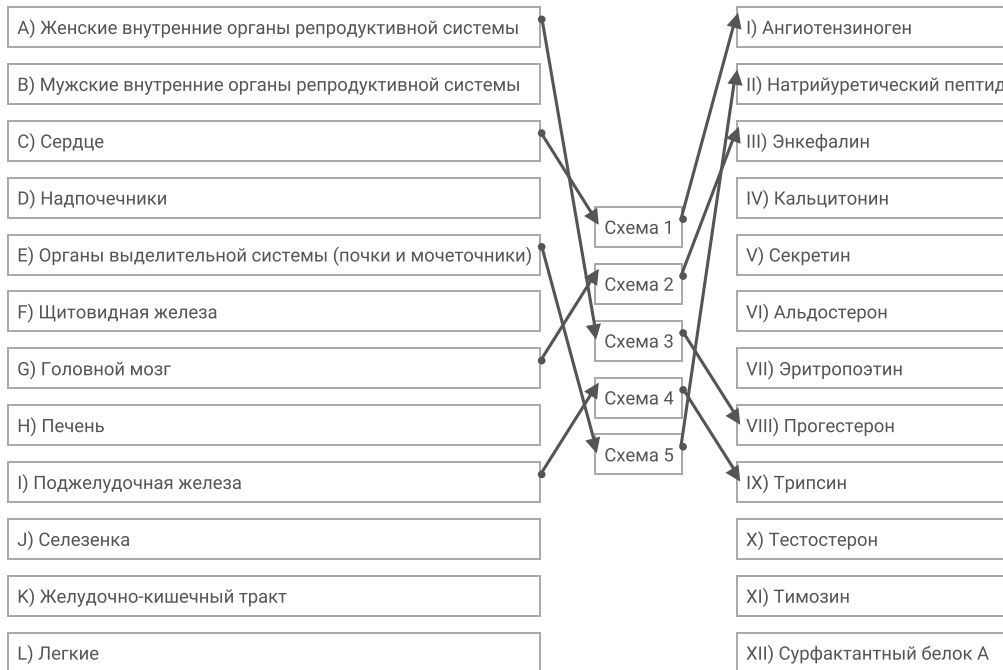 A) Женские внутренние органы репродуктивной системы
B) Мужские внутренние органы репродуктивной системы
C) Сердце
D) Надпочечники
E) Органы выделительной системы (почки и мочеточники)
F) Щитовидная железа
G) Головной мозг
H) Печень
I) Поджелудочная железа
J) Селезенка
K) Желудочно-кишечный тракт
L) Легкие
Схема 1
Схема 2
Схема 3
Схема 4
Схема 5
I) Ангиотензиноген
II) Натрийуретический пептид
III) Энкефалин
IV) Кальцитонин
V) Секретин
VI) Альдостерон
VII) Эритропоэтин
VIII) Прогестерон
IX) Трипсин
X) Тестостерон
XI) Тимозин
XII) Сурфактантный белок А